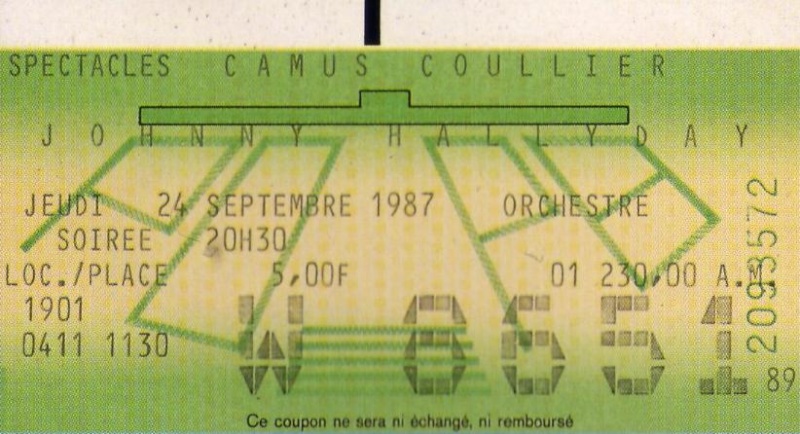 SPECTACLES CAMUS COULLIER
JOHNNY HALLYDAY
JEUDI 24 SEPTEMBRE 1987 ORCHESTRE
SOIREE 20H30
LOC./PLACE 5,00F 01 230,00 A.M.
1901
0411 1130
W 8651
89
2093572
Ce coupon ne sera ni échangé, ni remboursé